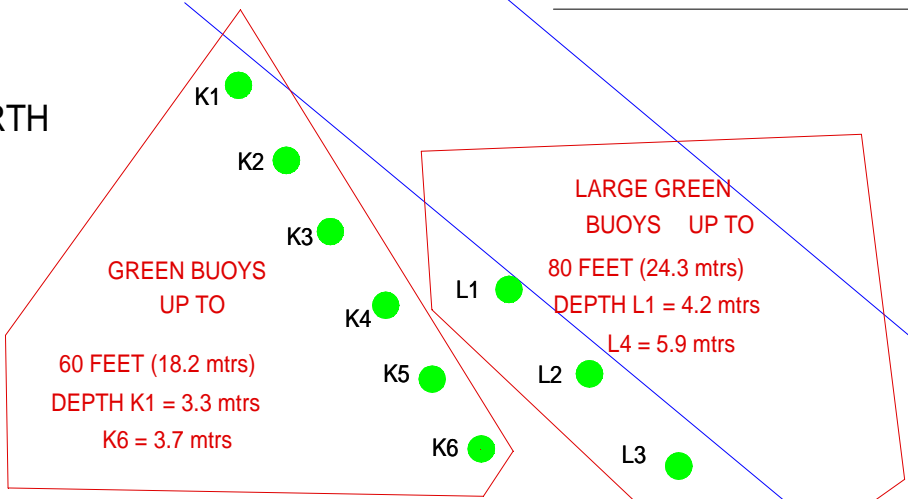 RTH
K1
K2
K3
K4
K5
K6
GREEN BUOYS
UP TO
60 FEET (18.2 mtrs)
DEPTH K1 = 3.3 mtrs
K6 = 3.7 mtrs
LARGE GREEN
BUOYS UP TO
80 FEET (24.3 mtrs)
DEPTH L1 = 4.2 mtrs
L4 = 5.9 mtrs
L1
L2
L3